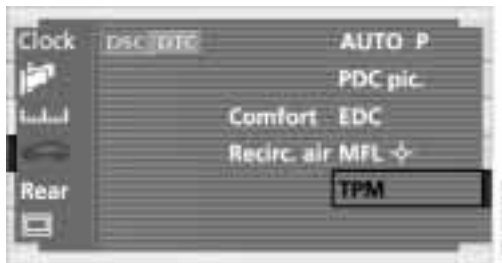 Clock DSC DTC AUTO P
PDC pic.
Comfort EDC
Recirc. air MFL
TPM
Rear